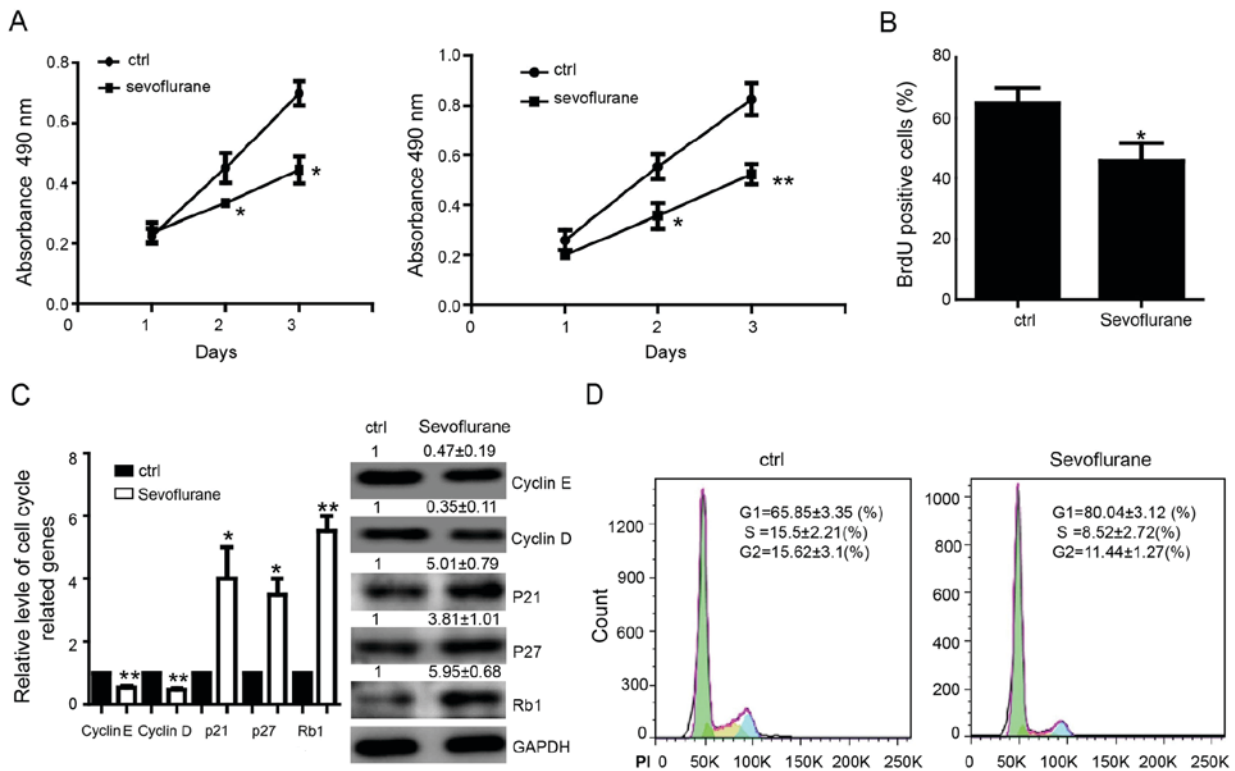 A
0.8
0.6
0.4
0.2
0.0
0
1
2
3
Days
Absorbance 490 nm
ctrl
sevoflurane
*
*
1.0
0.8
0.6
0.4
0.2
0.0
0
1
2
3
Days
Absorbance 490 nm
ctrl
sevoflurane
*
**
B
80
60
40
20
0
BrdU positive cells (%)
*
ctrl
Sevoflurane
C
8
6
4
2
0
Relative levle of cell cycle
related genes
ctrl
Sevoflurane
**
**
*
*
**
Cyclin E Cyclin D p21 p27 Rb1
ctrl Sevoflurane
1 0.47±0.19
Cyclin E
1 0.35±0.11
Cyclin D
1 5.01±0.79
P21
1 3.81±1.01
P27
1 5.95±0.68
Rb1
GAPDH
D
ctrl
1200
900
600
300
0
Count
G1=65.85±3.35 (%)
S =15.5±2.21(%)
G2=15.62±3.1(%)
PI 0 50K 100K 150K 200K 250K
Sevoflurane
1000
800
600
400
200
0
G1=80.04±3.12 (%)
S =8.52±2.72(%)
G2=11.44±1.27(%)
0 50K 100K 150K 200K 250K